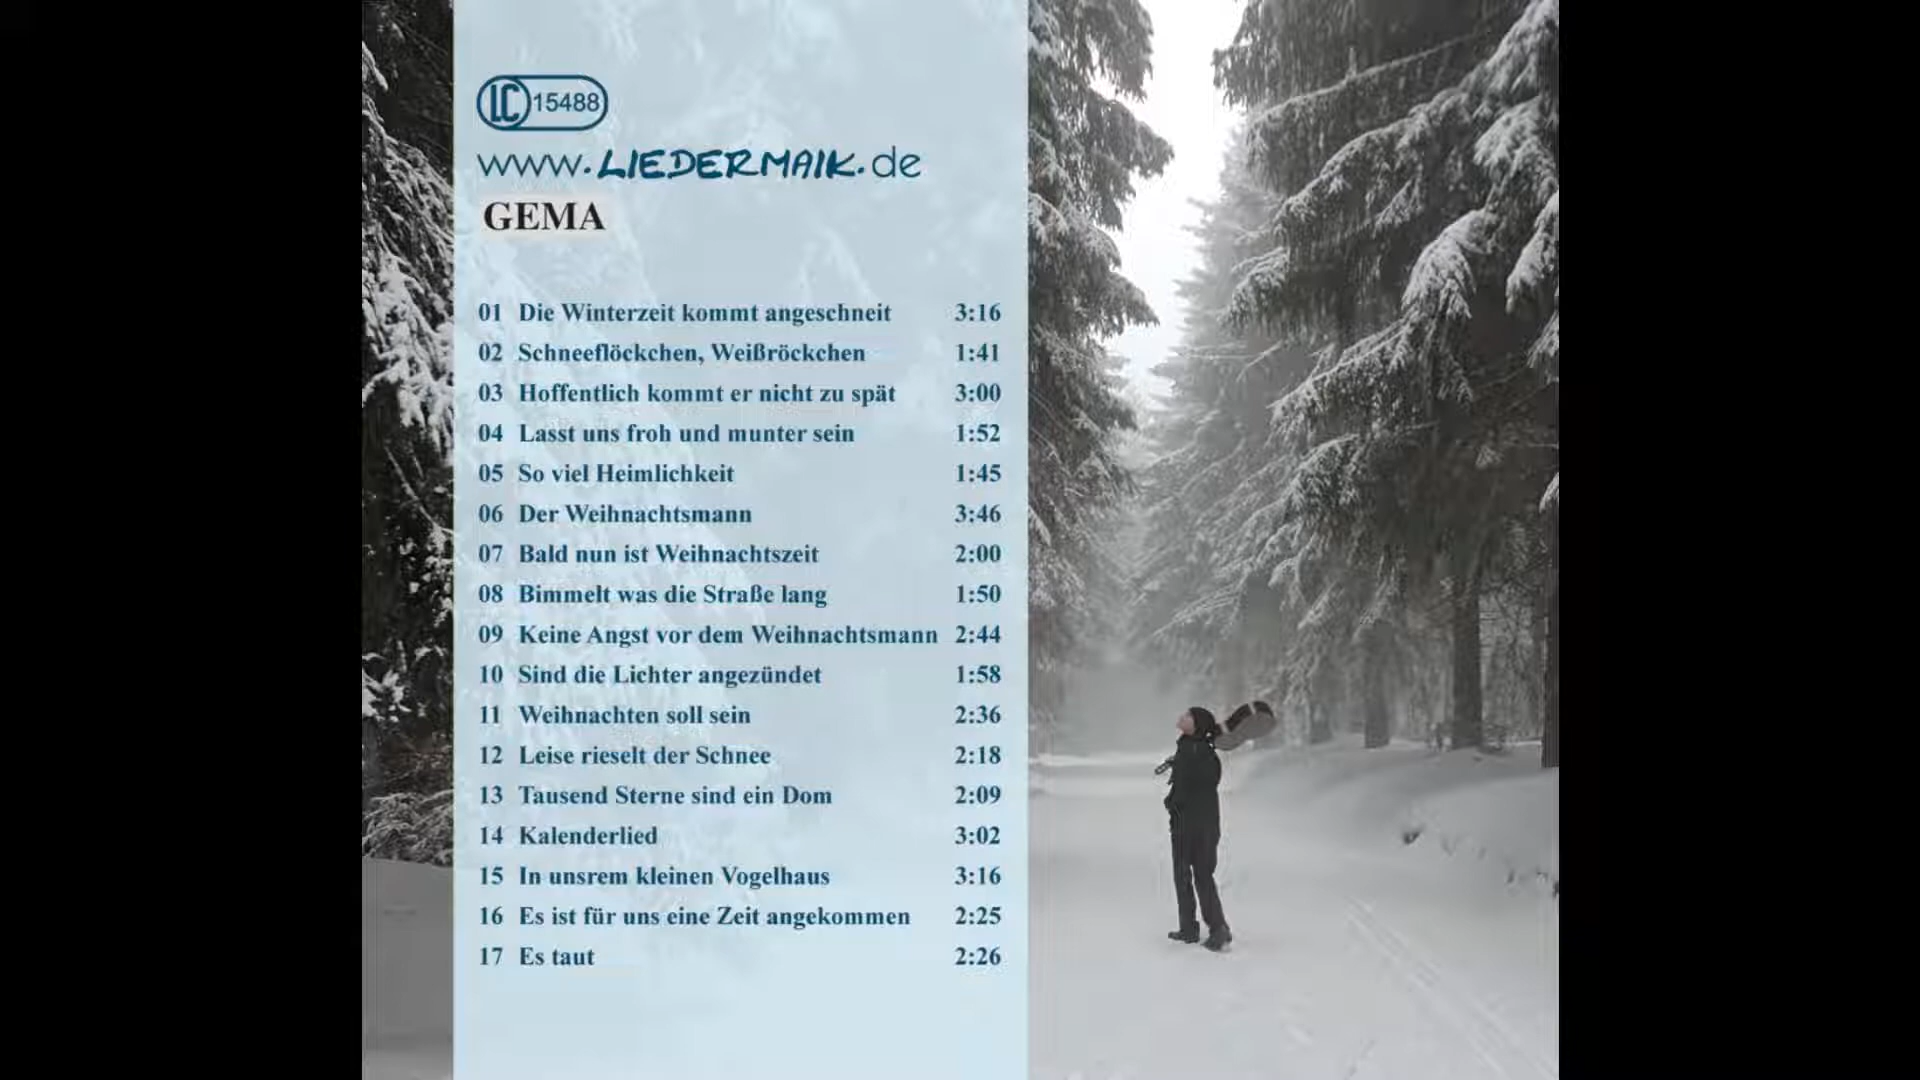 LC 15488
www.LIEDERMAIK.de
GEMA
01 Die Winterzeit kommt angeschneit 3:16
02 Schneeflöckchen, Weißröckchen 1:41
03 Hoffentlich kommt er nicht zu spät 3:00
04 Lasst uns froh und munter sein 1:52
05 So viel Heimlichkeit 1:45
06 Der Weihnachtsmann 3:46
07 Bald nun ist Weihnachtszeit 2:00
08 Bimmelt was die Straße lang 1:50
09 Keine Angst vor dem Weihnachtsmann 2:44
10 Sind die Lichter angezündet 1:58
11 Weihnachten soll sein 2:36
12 Leise rieselt der Schnee 2:18
13 Tausend Sterne sind ein Dom 2:09
14 Kalenderlied 3:02
15 In unsrem kleinen Vogelhaus 3:16
16 Es ist für uns eine Zeit angekommen 2:25
17 Es taut 2:26